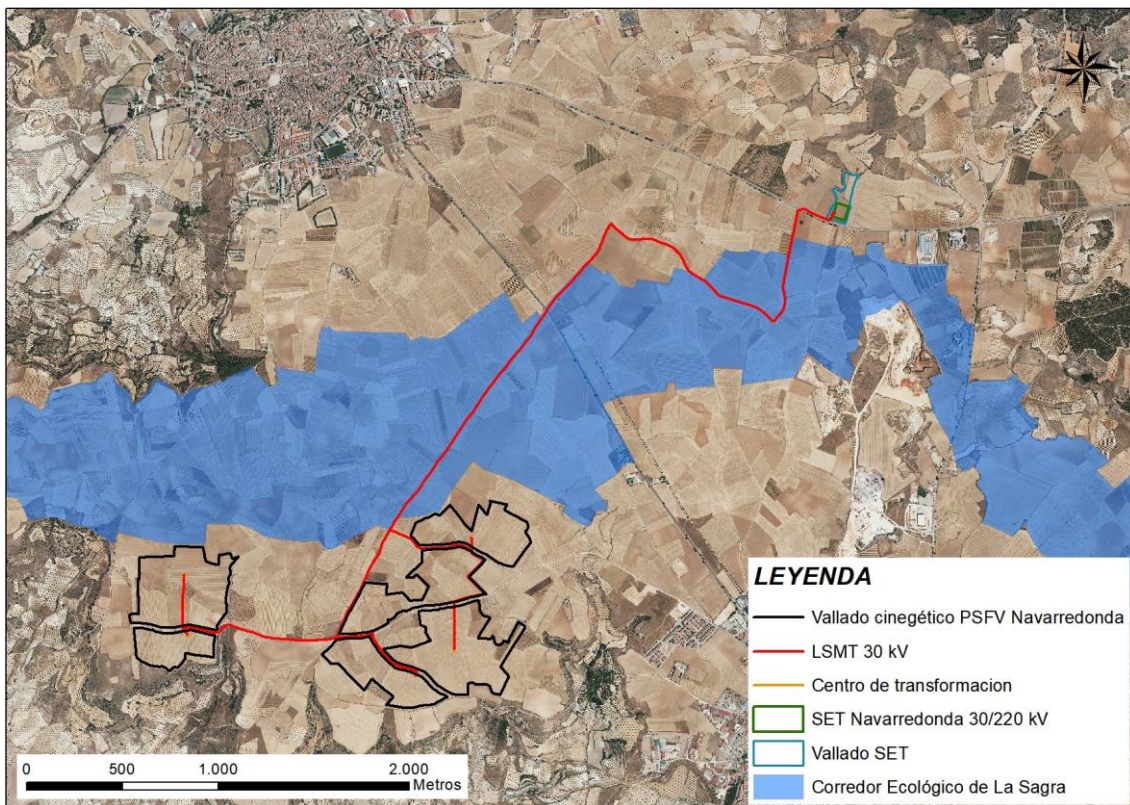 LEYENDA
Vallado cinegético PSFV Navarredonda
LSMT 30 kV
Centro de transformacion
SET Navarredonda 30/220 kV
Vallado SET
Corredor Ecológico de La Sagra
0 500 1.000 2.000
Metros